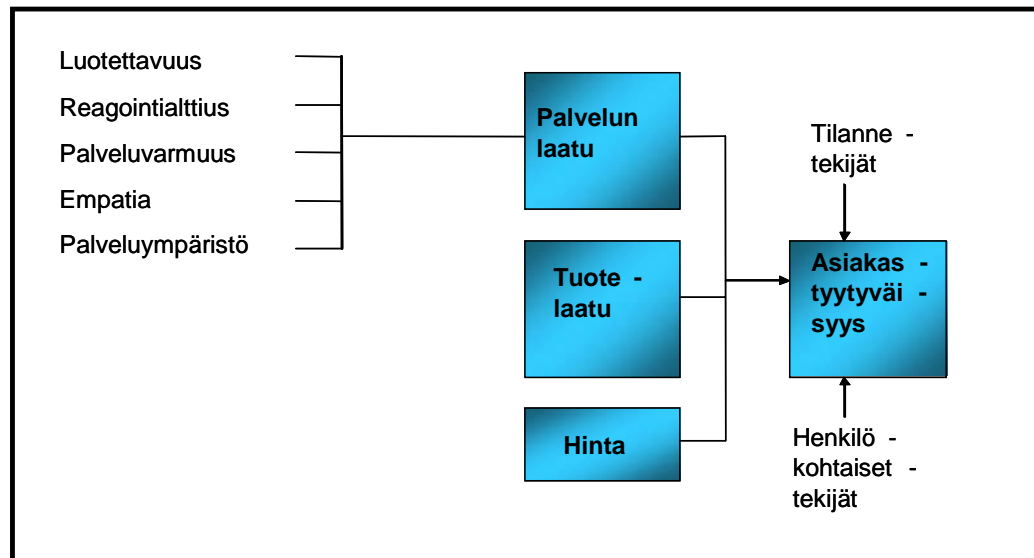 Luotettavuus
Reagointialttius
Palveluvarmuus
Empatia
Palveluympäristö
Palvelun
laatu
Tuote -
laatu
Hinta
Tilanne -
tekijät
Asiakas -
tyytyväi -
syys
Henkilö -
kohtaiset -
tekijät